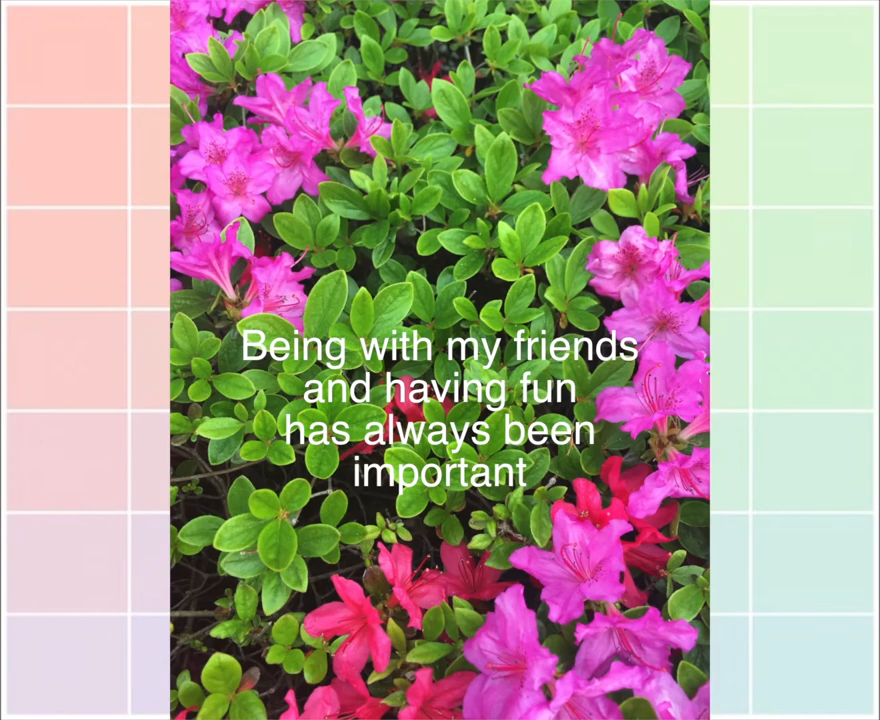 Being with my friends
and having fun
has always been
important